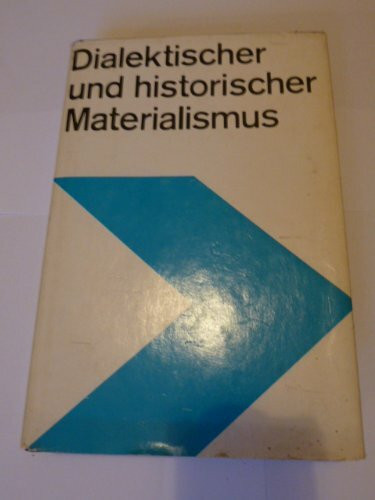 Dialektischer
und historischer
Materialismus